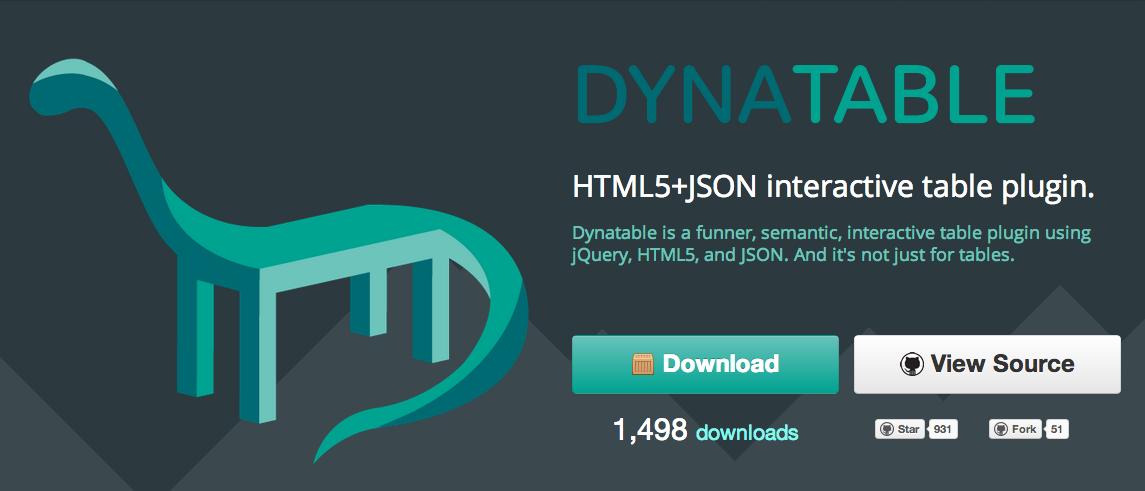 DYNATABLE
HTML5+JSON interactive table plugin.
Dynatable is a funner, semantic, interactive table plugin using
jQuery, HTML5, and JSON. And it's not just for tables.
Download
View Source
1,498 downloads
Star 931
Fork 51